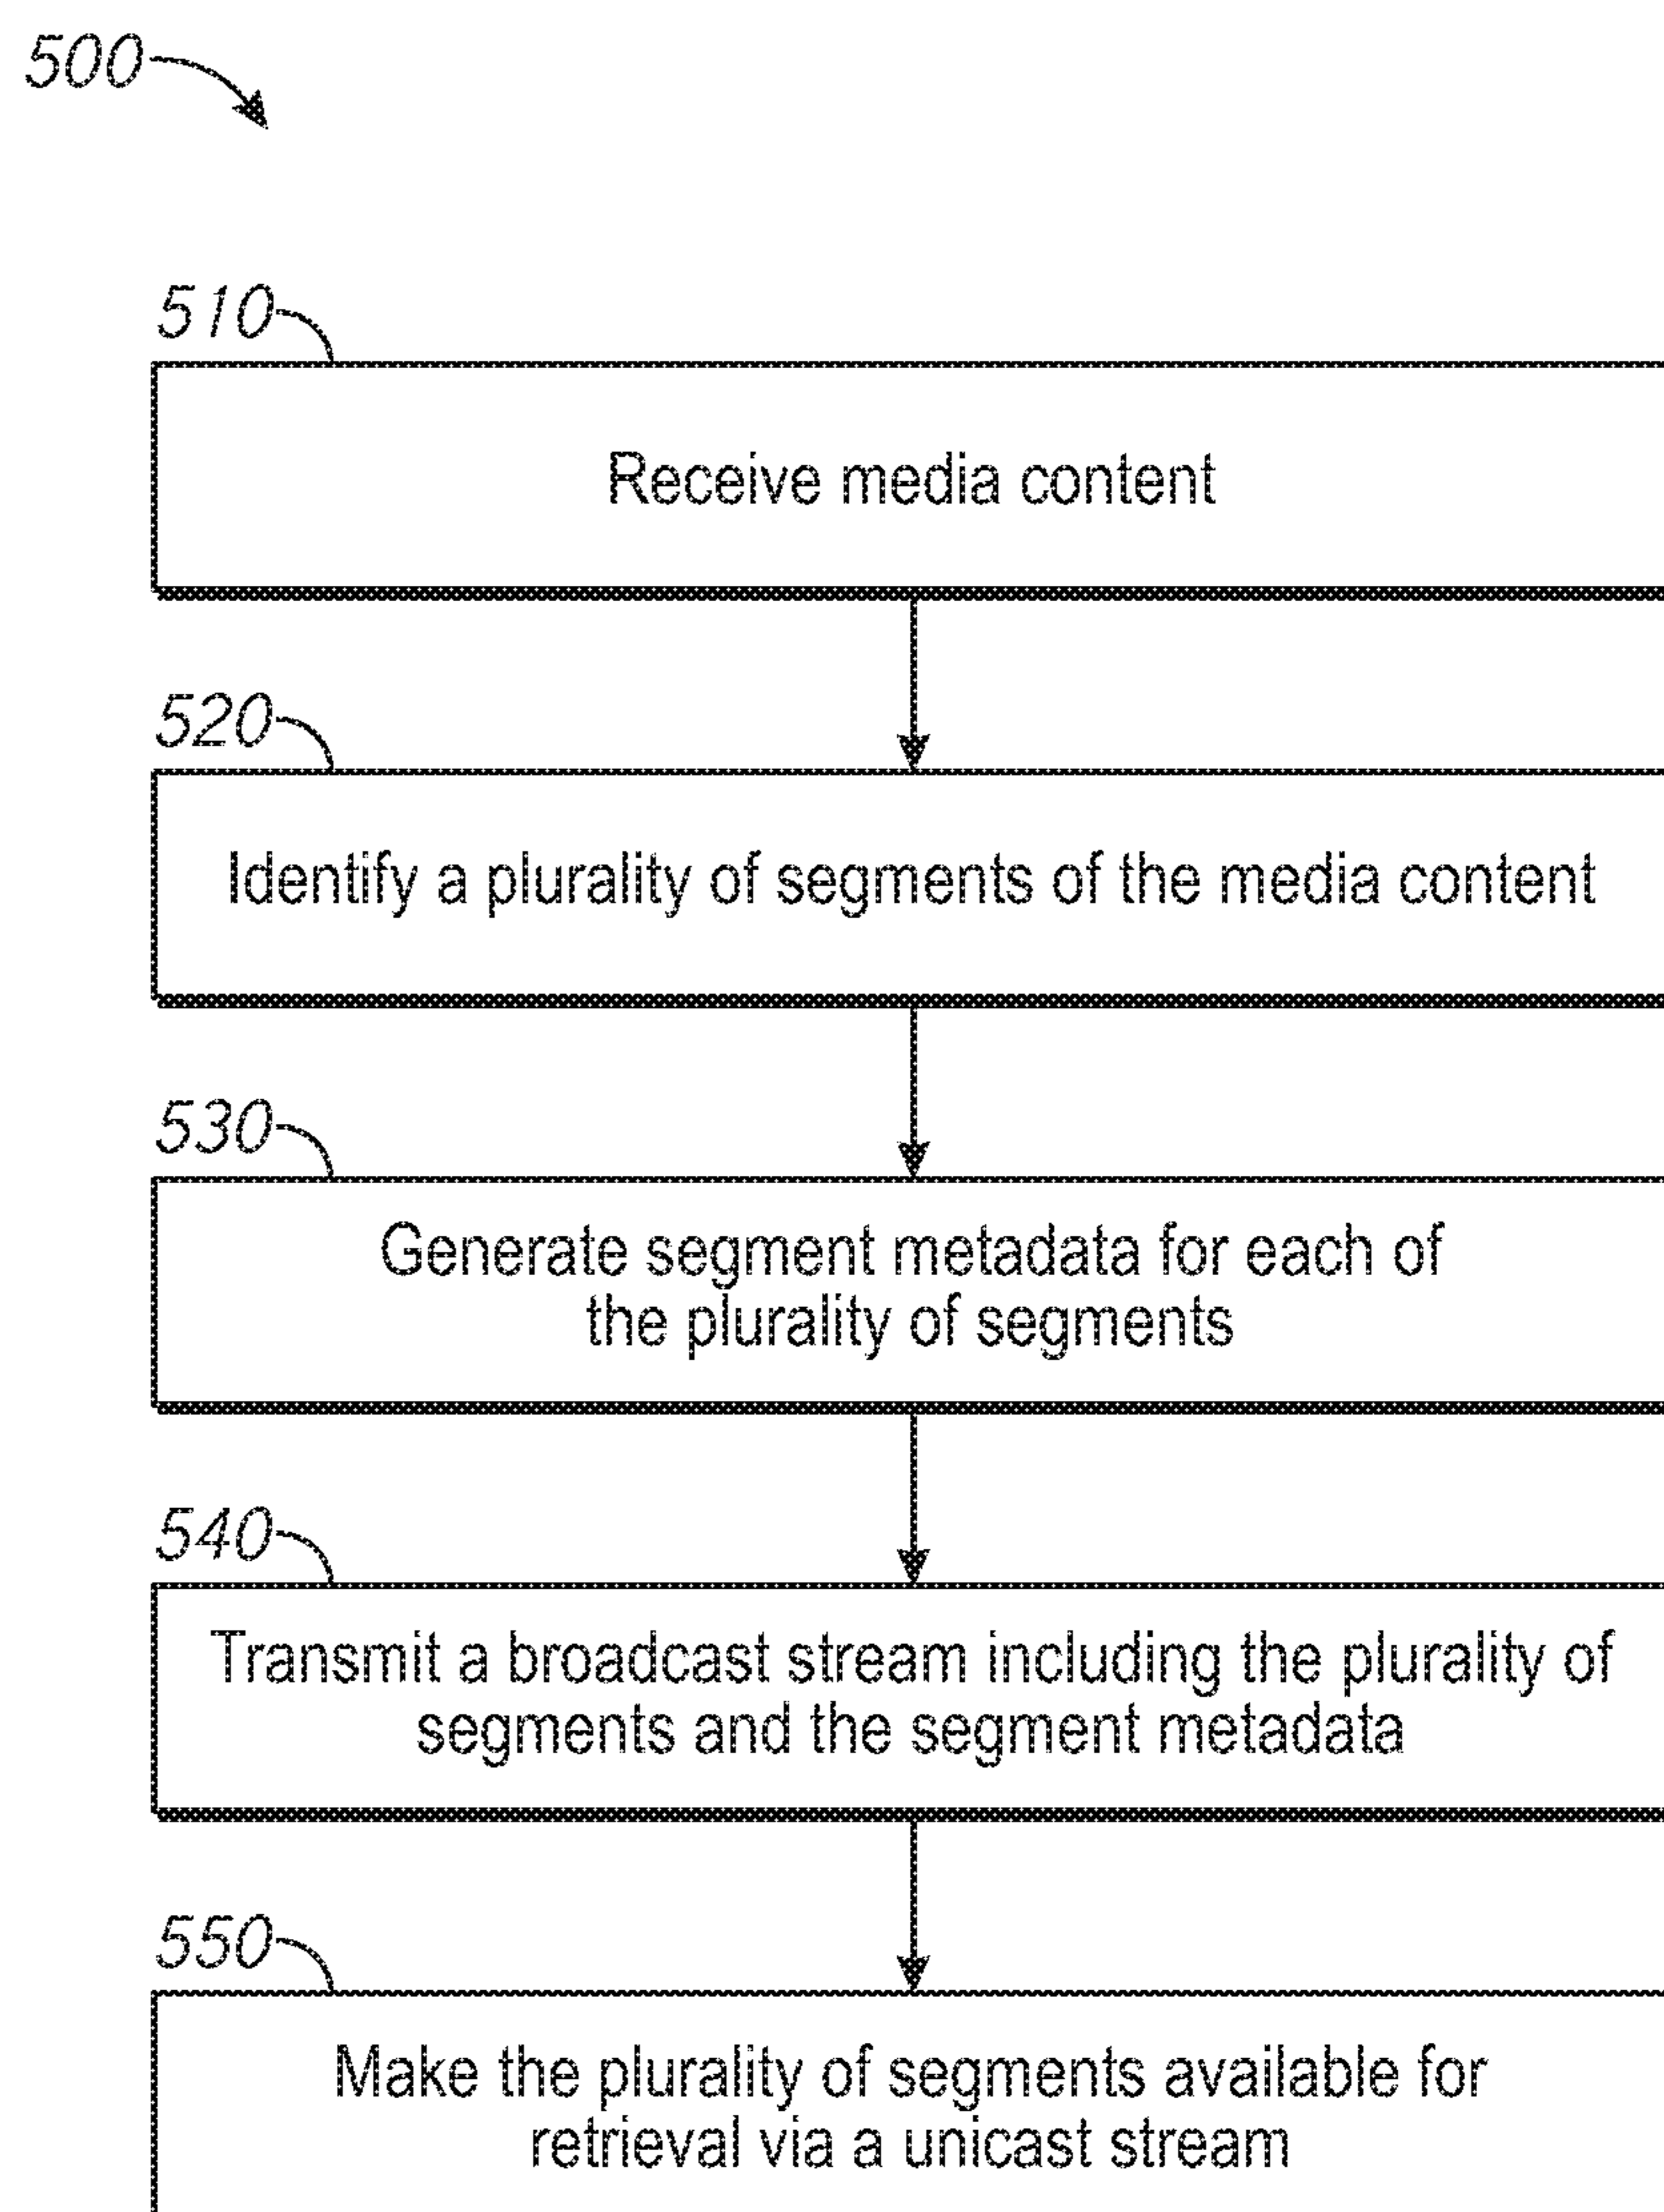 500
510
Receive media content
520
Identify a plurality of segments of the media content
530
Generate segment metadata for each of
the plurality of segments
540
Transmit a broadcast stream including the plurality of
segments and the segment metadata
550
Make the plurality of segments available for
retrieval via a unicast stream